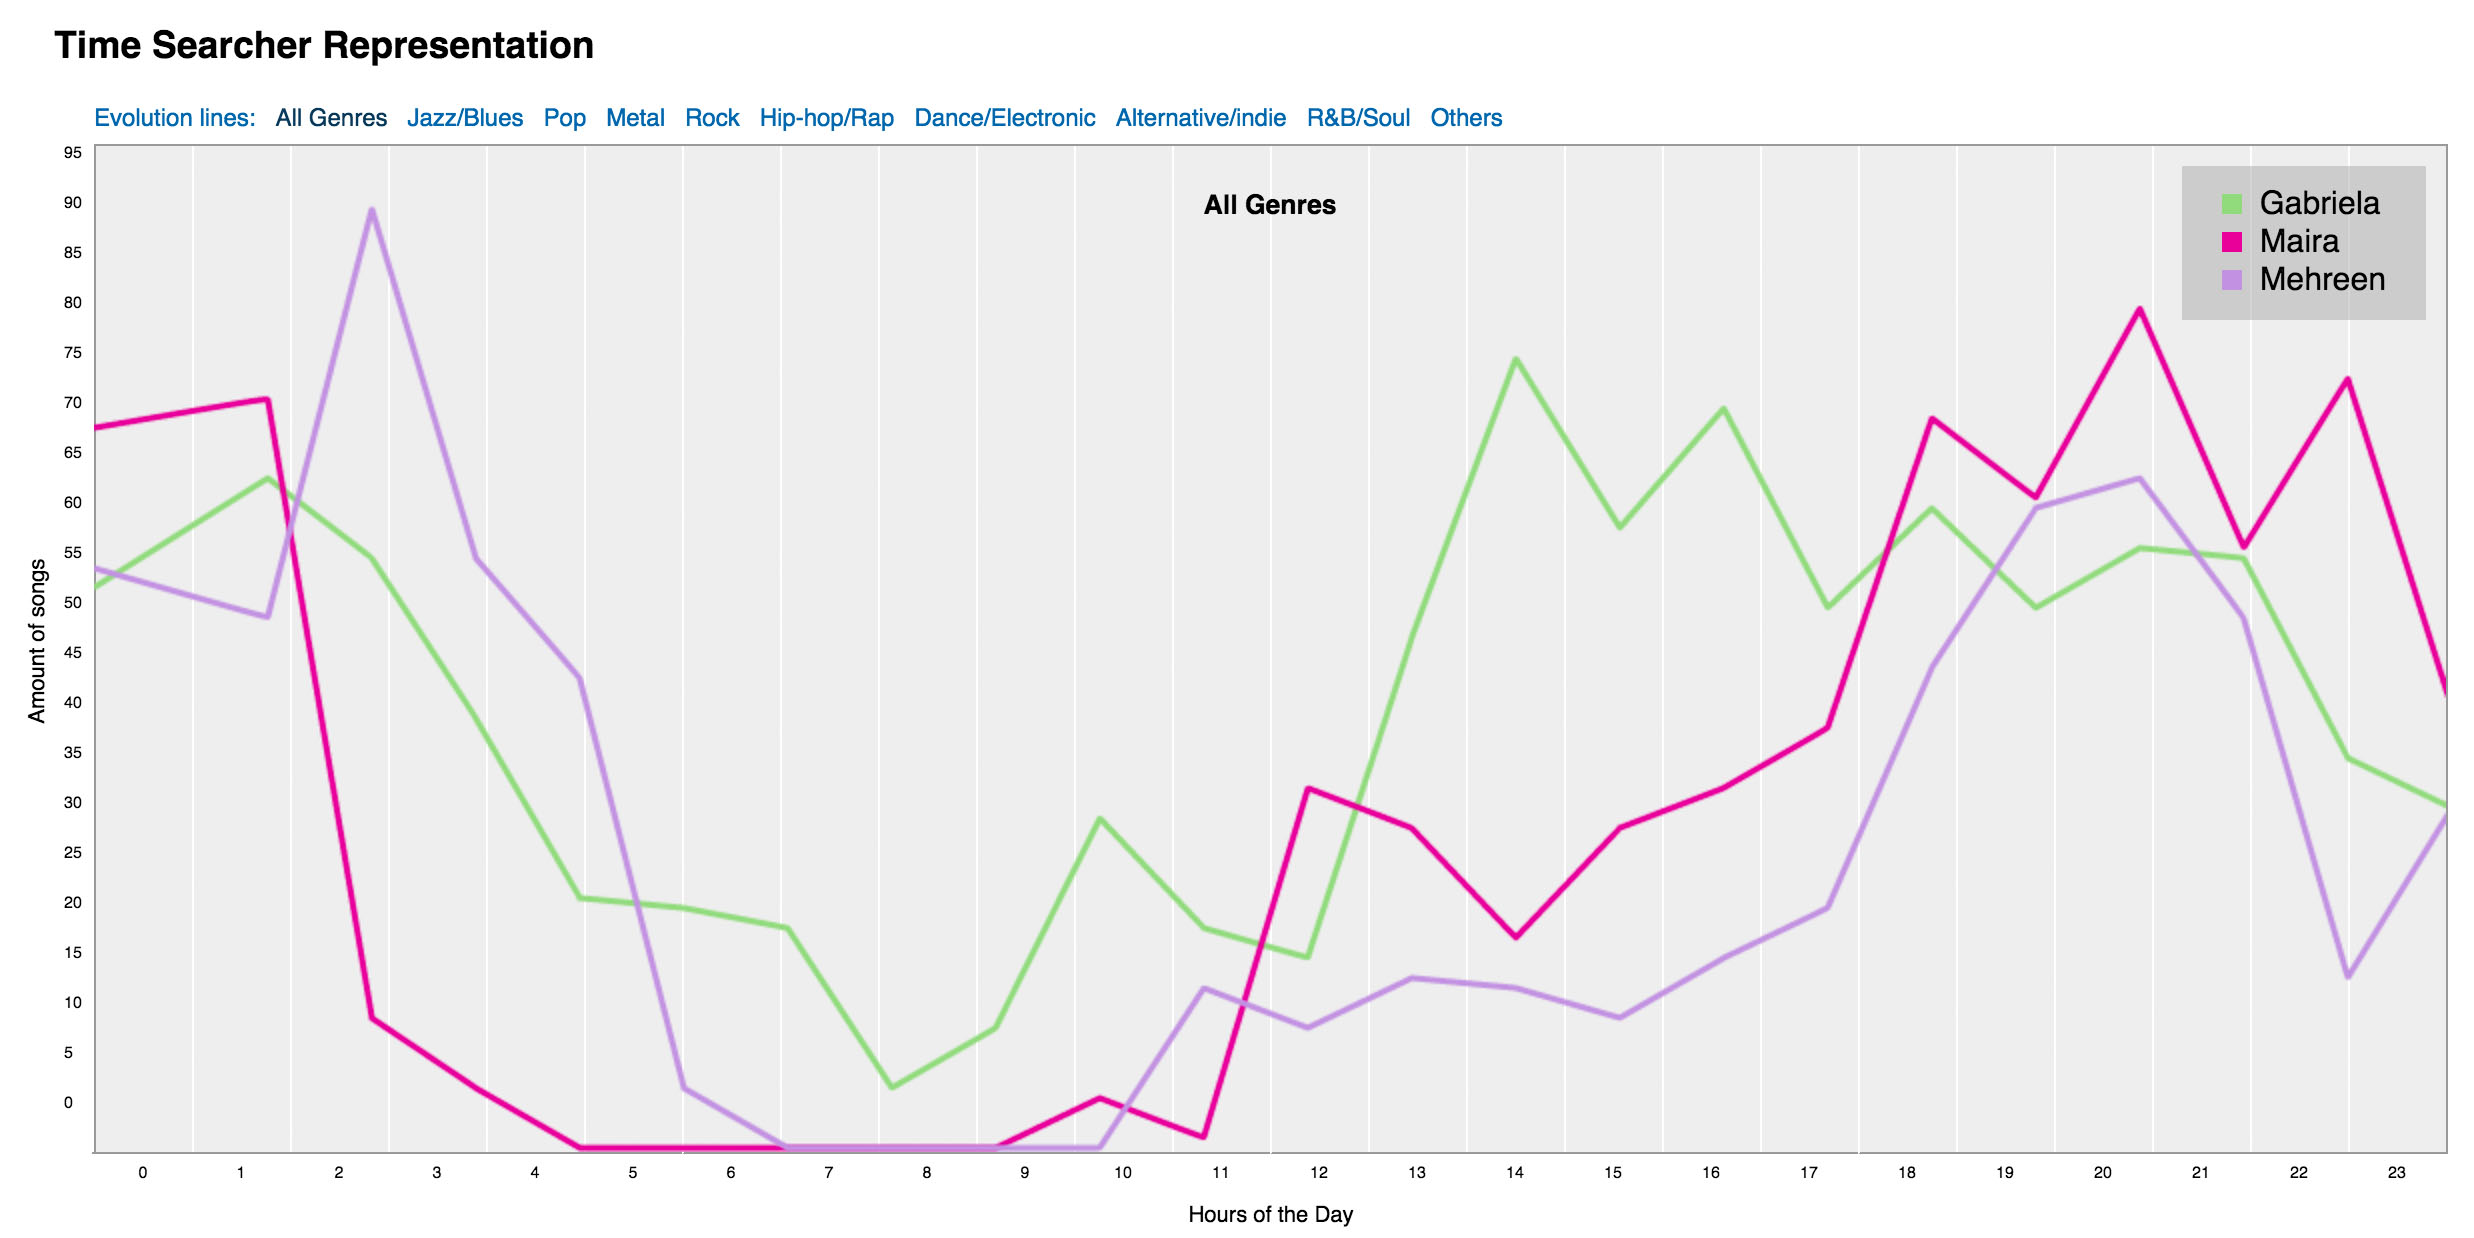 Time Searcher Representation
Evolution lines: All Genres Jazz/Blues Pop Metal Rock Hip-hop/Rap Dance/Electronic Alternative/indie R&B/Soul Others
All Genres
Gabriela
Maira
Mehreen
95
90
85
80
75
70
65
60
55
50
45
40
35
30
25
20
15
10
5
0
Amount of songs
0 1 2 3 4 5 6 7 8 9 10 11 12 13 14 15 16 17 18 19 20 21 22 23
Hours of the Day